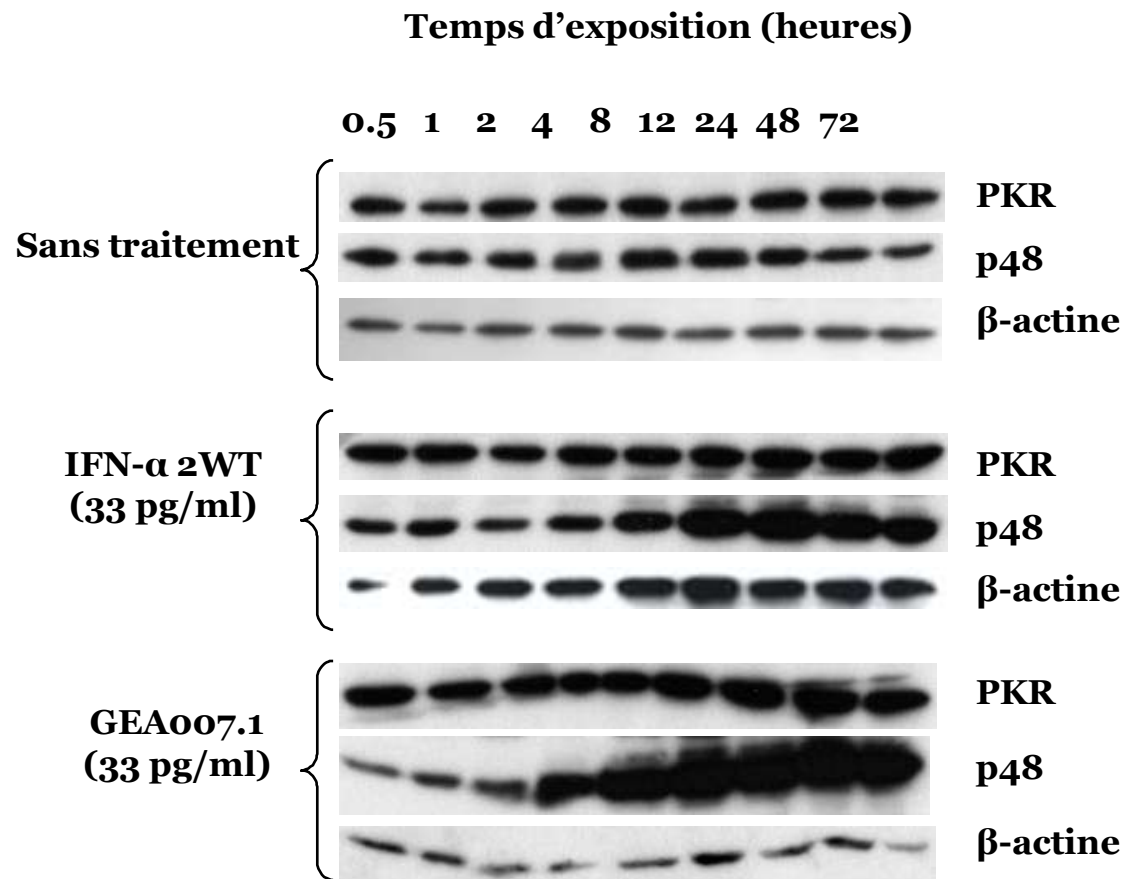 Temps d’exposition (heures)
0.5 1 2 4 8 12 24 48 72
Sans traitement
PKR
p48
β-actine
IFN-α 2WT
(33 pg/ml)
PKR
p48
β-actine
GEA007.1
(33 pg/ml)
PKR
p48
β-actine